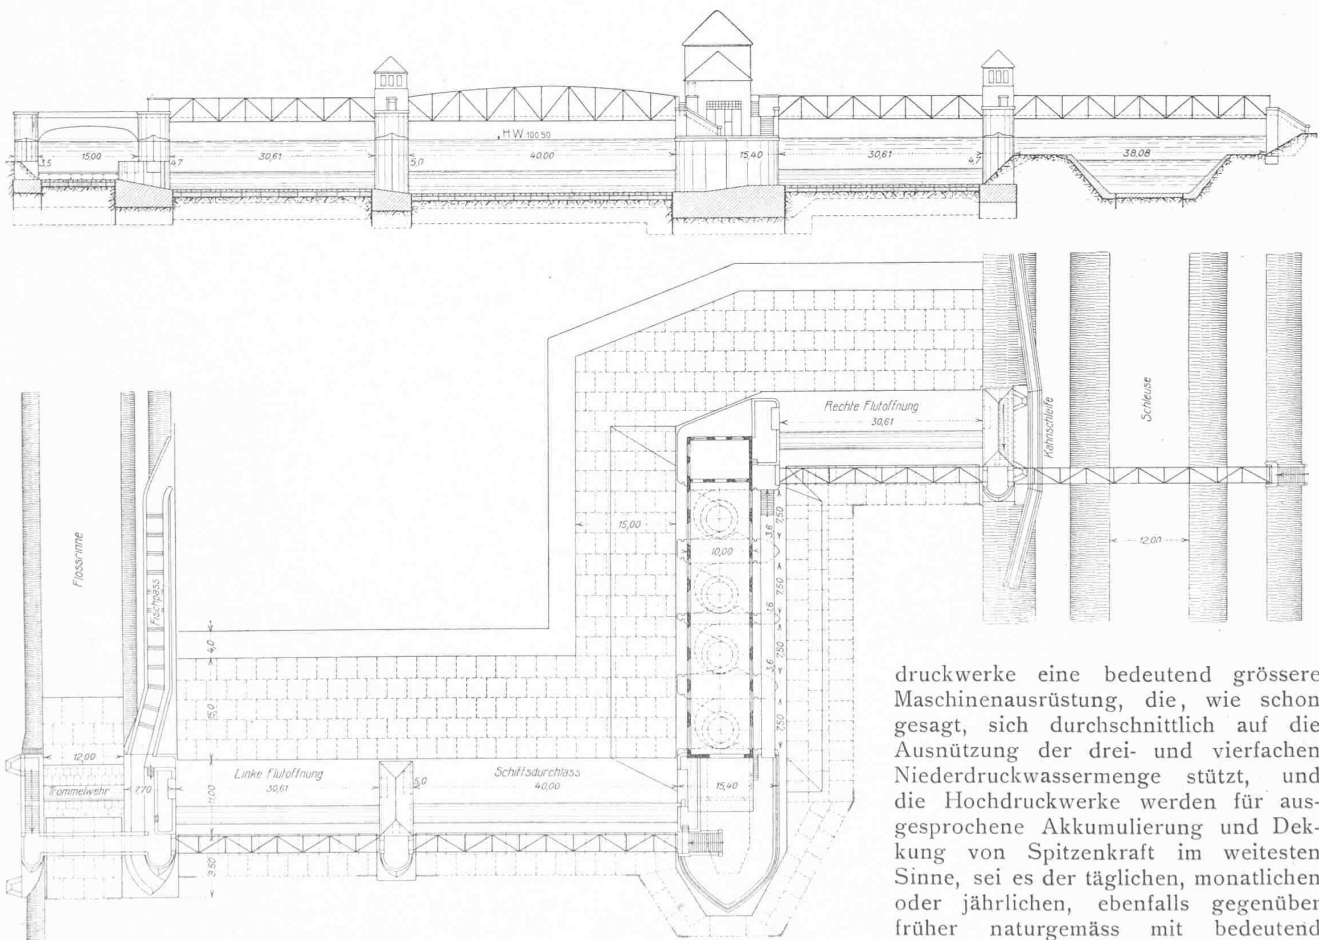 HW 100.50
3,5 15,00 4,7 30,61 5,0 40,00 15,40 30,61 4,7 38,08
Rechte Flutöffnung
30,61
Kahnschleife
Schleuse
12,00
Flossrinne
Fischpass
15,00
10,00
3,6
7,50
7,50
1,6
7,50
3,6
7,50
4,0
15,0
12,00
Trommelwehr
7,70
11,00
3,50
Linke Flutöffnung
30,61
5,0
Schiffsdurchlass
40,00
15,40
druckwerke eine bedeutend grössere
Maschinenausrüstung, die, wie schon
gesagt, sich durchschnittlich auf die
Ausnützung der drei- und vierfachen
Niederdruckwassermenge stützt, und
die Hochdruckwerke werden für aus-
gesprochene Akkumulierung und Dek-
kung von Spitzenkraft im weitesten
Sinne, sei es der täglichen, monatlichen
oder jährlichen, ebenfalls gegenüber
früher naturgemäss mit bedeutend